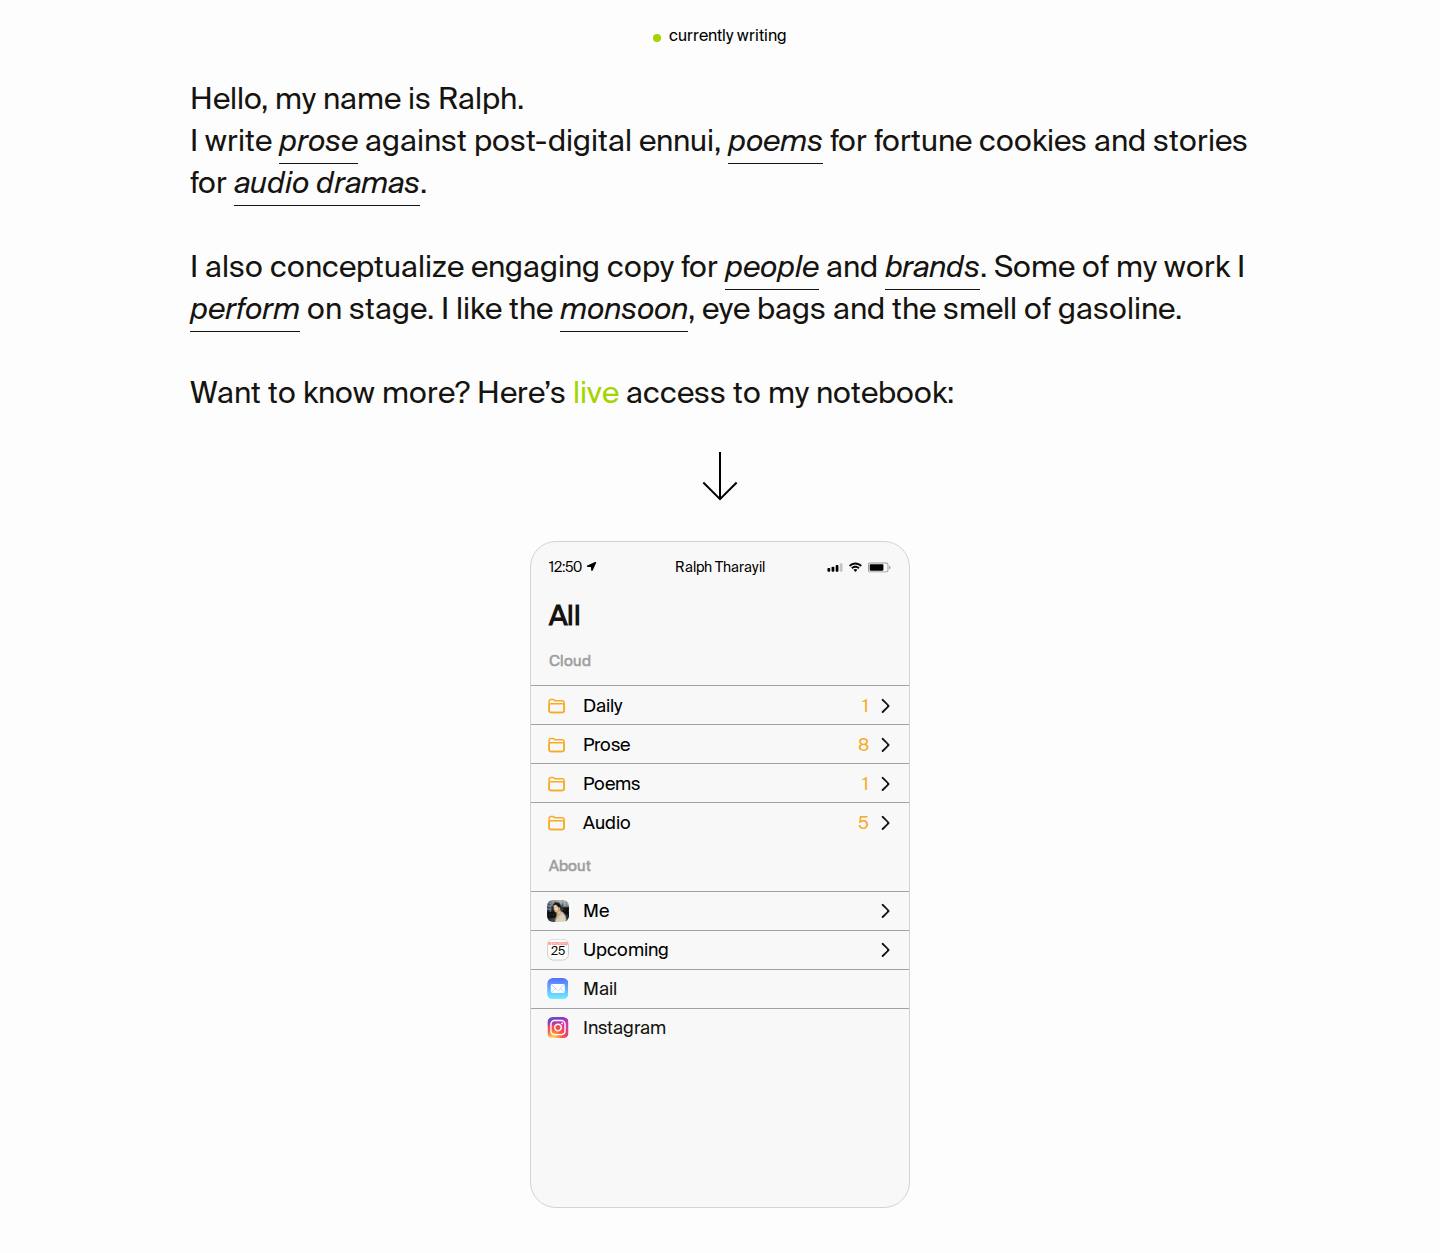 currently writing
Hello, my name is Ralph.
I write prose against post-digital ennui, poems for fortune cookies and stories
for audio dramas.
I also conceptualize engaging copy for people and brands. Some of my work I
perform on stage. I like the monsoon, eye bags and the smell of gasoline.
Want to know more? Here’s live access to my notebook:
12:50 Ralph Tharayil
All
Cloud
Daily 1
Prose 8
Poems 1
Audio 5
About
Me
25 Upcoming
Mail
Instagram